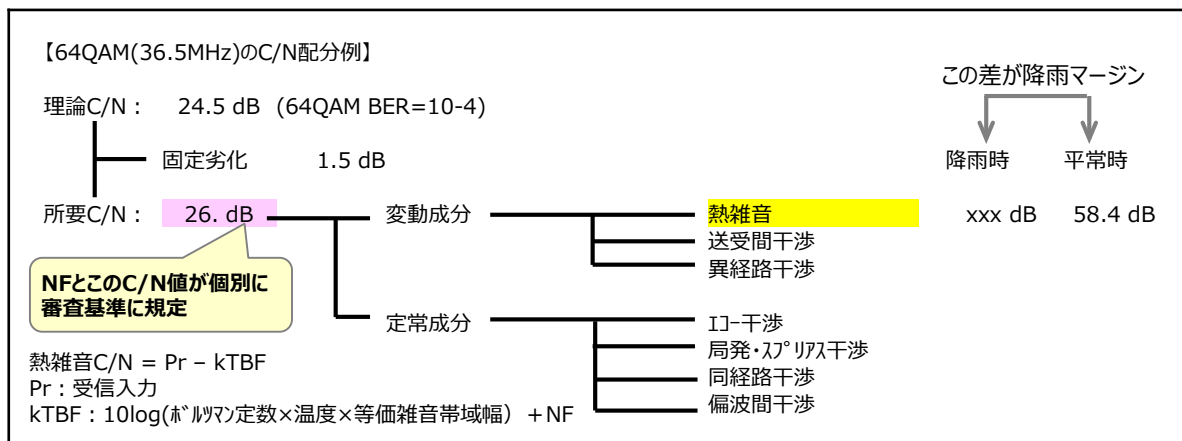 【64QAM(36.5MHz)のC/N配分例】
この差が降雨マージン
理論C/N： 24.5 dB (64QAM BER=10-4)
固定劣化 1.5 dB
降雨時 平常時
所要C/N： 26. dB 変動成分 熱雑音 xxx dB 58.4 dB
送受間干渉
異経路干渉
NFとこのC/N値が個別に
審査基準に規定
定常成分 ｴｺｰ干渉
局発・ｽﾌﾟﾘｱｽ干渉
同経路干渉
偏波間干渉
熱雑音C/N = Pr – kTBF
Pr：受信入力
kTBF：10log(ﾎﾞﾙﾂﾏﾝ定数×温度×等価雑音帯域幅）+NF